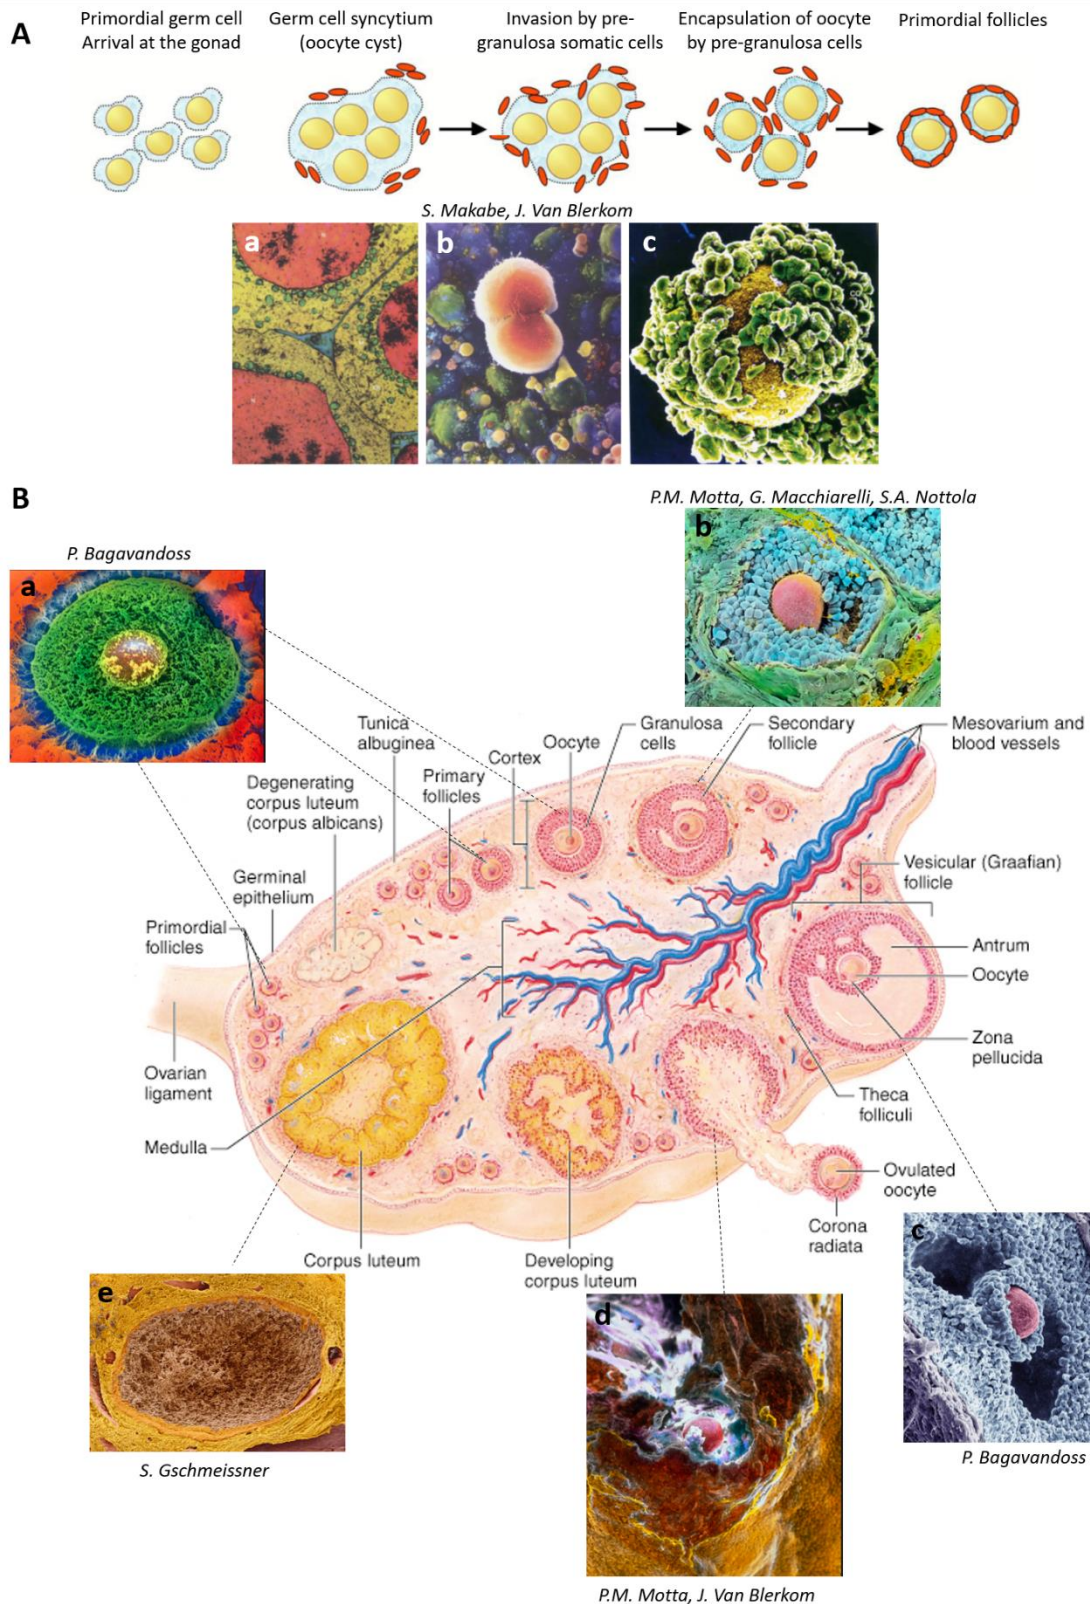 A
Primordial germ cell
Arrival at the gonad
Germ cell syncytium
(oocyte cyst)
Invasion by pre-
granulosa somatic cells
Encapsulation of oocyte
by pre-granulosa cells
Primordial follicles
S. Makabe, J. Van Blerkom
a
b
c
B
P.M. Motta, G. Macchiarelli, S.A. Nottola
b
P. Bagavandoss
a
Tunica
albuginea
Degenerating
corpus luteum
(corpus albicans)
Germinal
epithelium
Primordial
follicles
Primary
follicles
Cortex
Oocyte
Granulosa
cells
Secondary
follicle
Mesovarium and
blood vessels
Vesicular (Graafian)
follicle
Antrum
Oocyte
Zona
pellucida
Theca
folliculi
Ovarian
ligament
Medulla
Ovulated
oocyte
Corona
radiata
Corpus luteum
Developing
corpus luteum
e
S. Gschmeissner
d
P.M. Motta, J. Van Blerkom
c
P. Bagavandoss